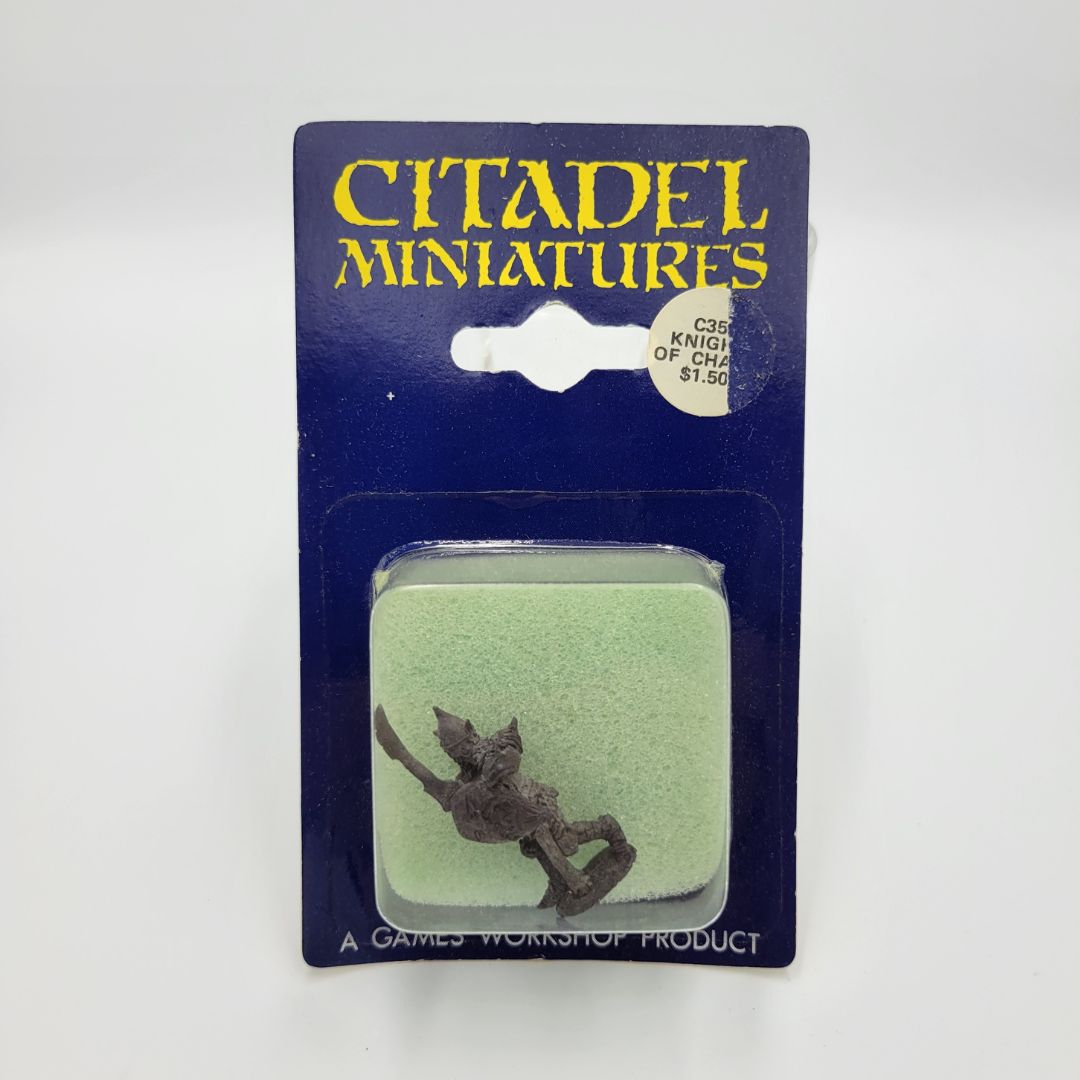 CITADEL
MINIATURES
C35
KNIGH
OF CHA
$1.50
A GAMES WORKSHOP PRODUCT